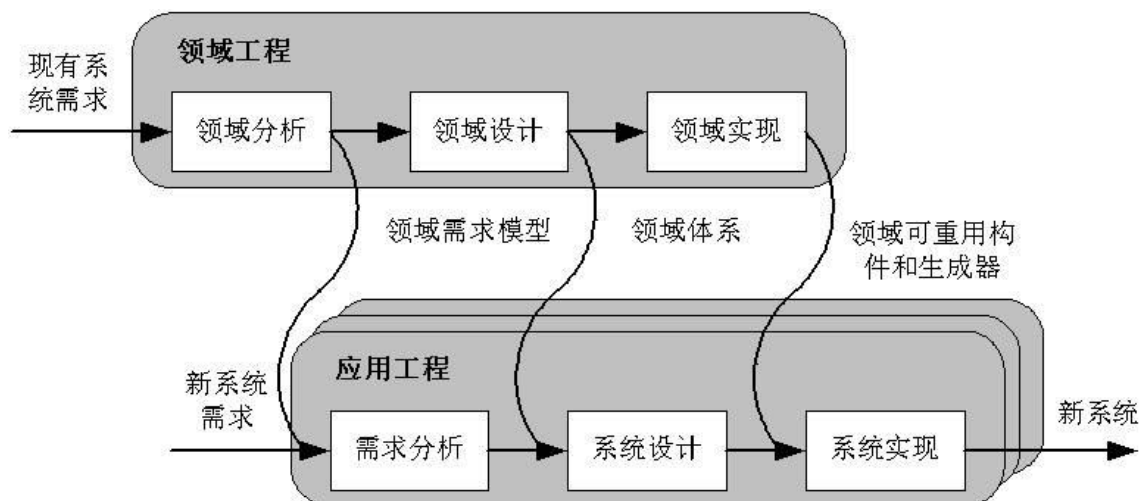 领域工程
现有系
统需求
领域分析
领域设计
领域实现
领域需求模型
领域体系
领域可重用构
件和生成器
应用工程
新系统
需求
需求分析
系统设计
系统实现
新系统